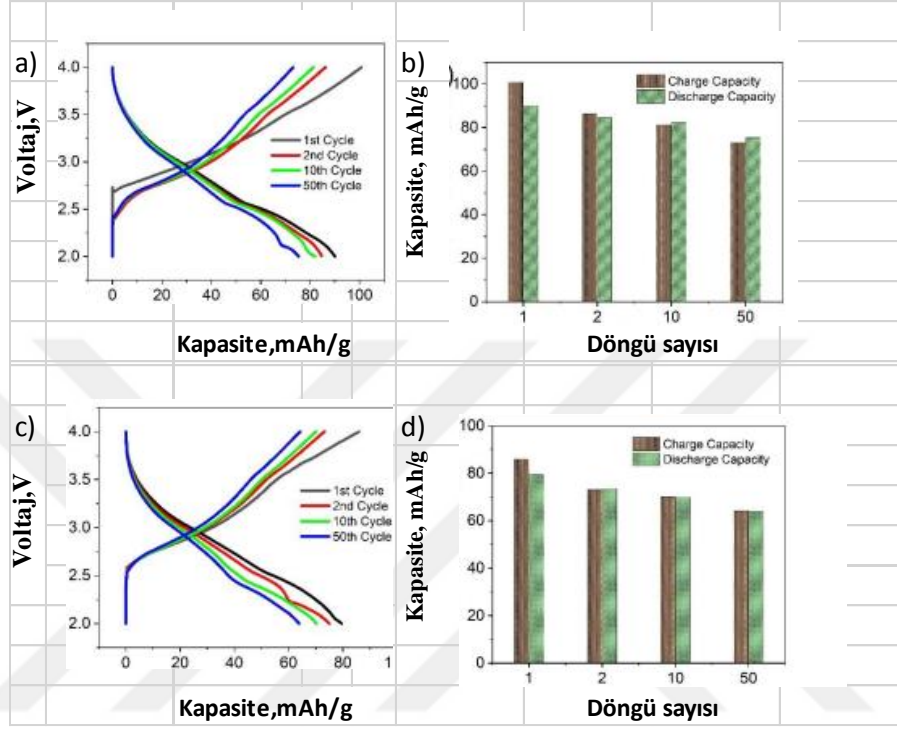 a)
Voltaj,V
4.0
3.5
3.0
2.5
2.0
1st Cycle
2nd Cycle
10th Cycle
50th Cycle
0 20 40 60 80 100
Kapasite,mAh/g
b)
)
Kapasite, mAh/g
100
80
60
40
20
0
Charge Capacity
Discharge Capacity
1 2 10 50
Döngü sayısı
c)
Voltaj,V
4.0
3.5
3.0
2.5
2.0
1st Cycle
2nd Cycle
10th Cycle
50th Cycle
0 20 40 60 80 1
Kapasite,mAh/g
d)
Kapasite, mAh/g
100
80
60
40
20
0
Charge Capacity
Discharge Capacity
1 2 10 50
Döngü sayısı